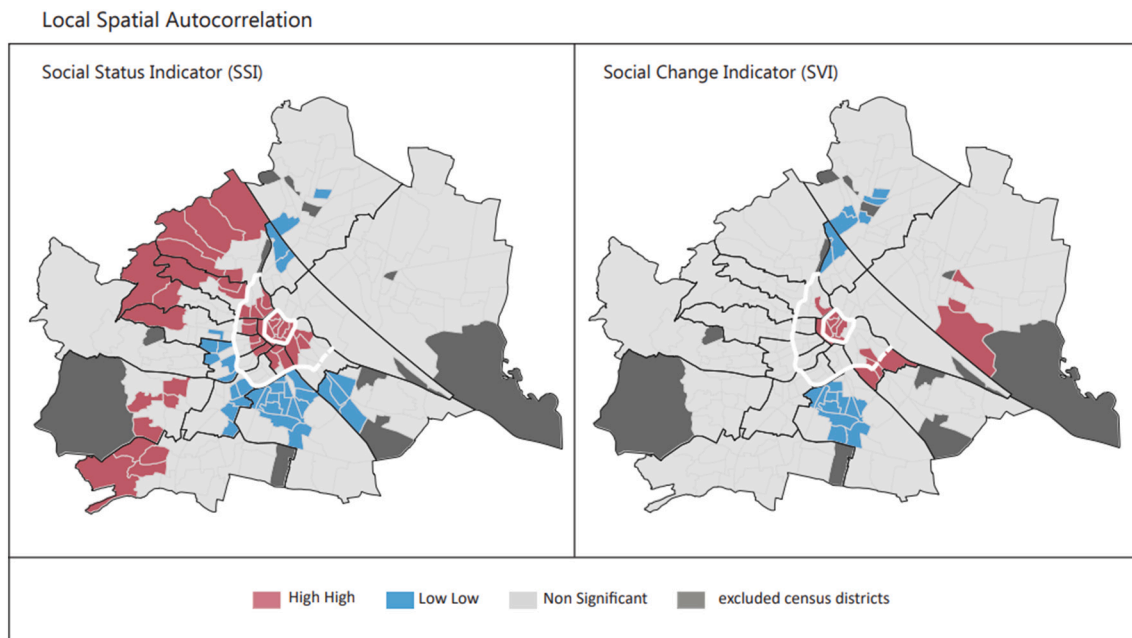 Local Spatial Autocorrelation
Social Status Indicator (SSI)
Social Change Indicator (SVI)
High High
Low Low
Non Significant
excluded census districts